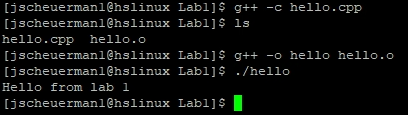 [jscheuerman1@hslinux Lab1]$ g++ -c hello.cpp
[jscheuerman1@hslinux Lab1]$ ls
hello.cpp  hello.o
[jscheuerman1@hslinux Lab1]$ g++ -o hello hello.o
[jscheuerman1@hslinux Lab1]$ ./hello
Hello from lab 1
[jscheuerman1@hslinux Lab1]$